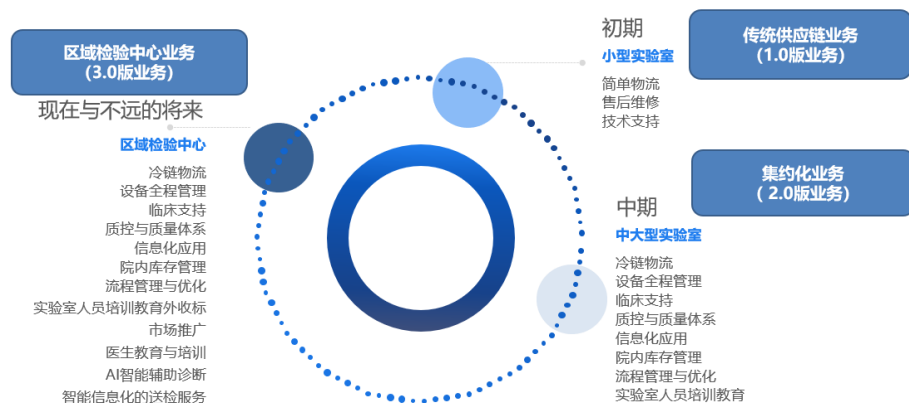 区域检验中心业务
(3.0版业务)
现在与不远的将来
区域检验中心
冷链物流
设备全程管理
临床支持
质控与质量体系
信息化应用
院内库存管理
流程管理与优化
实验室人员培训教育外收标
市场推广
医生教育与培训
AI智能辅助诊断
智能信息化的送检服务
初期
小型实验室
简单物流
售后维修
技术支持
传统供应链业务
(1.0版业务)
集约化业务
( 2.0版业务)
中期
中大型实验室
冷链物流
设备全程管理
临床支持
质控与质量体系
信息化应用
院内库存管理
流程管理与优化
实验室人员培训教育